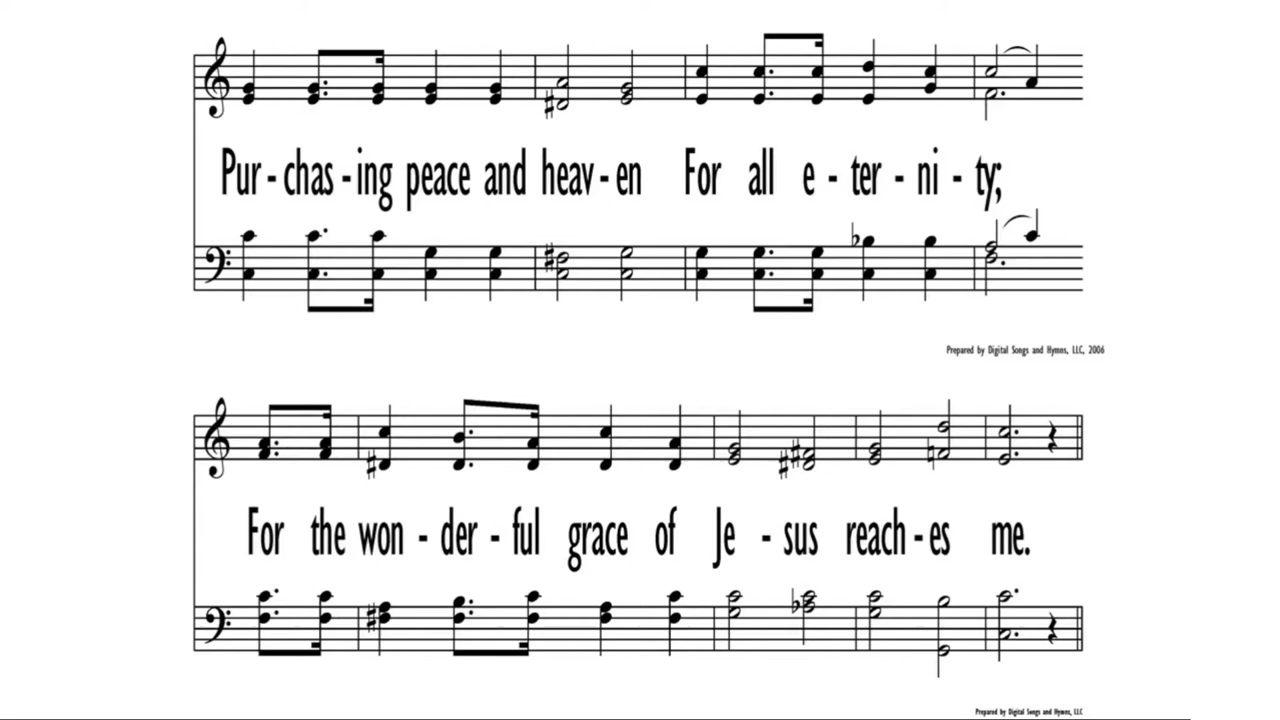 Pur - chas - ing peace and heav - en For all e - ter - ni - ty;
Prepared by Digital Songs and Hymns, LLC, 2006
For the won - der - ful grace of Je - sus reach - es me.
Prepared by Digital Songs and Hymns, LLC